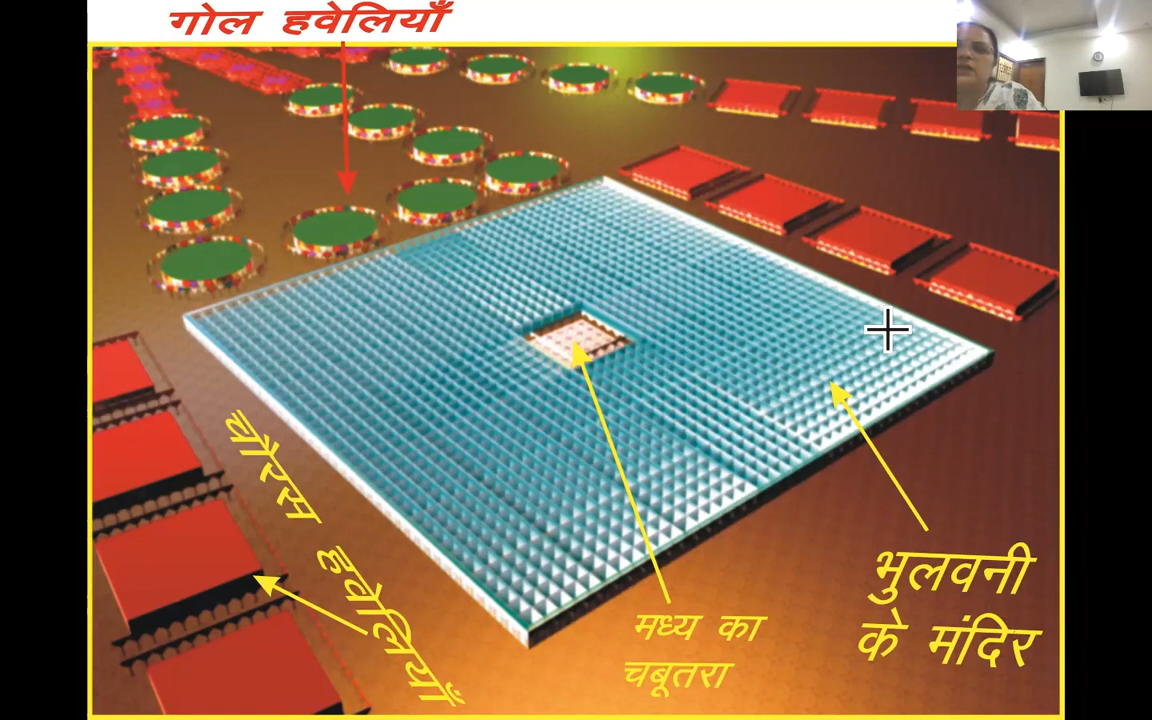 गोल हवेलियाँ
चौरस हवेलियाँ
मध्य का
चबूतरा
भुलवनी
के मंदिर